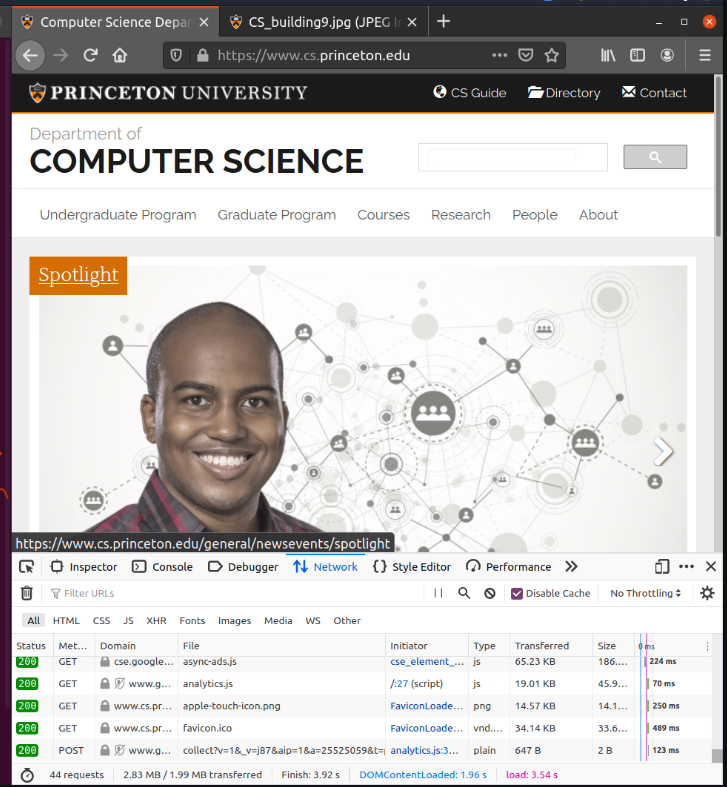 Computer Science Depar
CS_building9.jpg (JPEG I
https://www.cs.princeton.edu
PRINCETON UNIVERSITY
CS Guide Directory Contact
Department of
COMPUTER SCIENCE
Undergraduate Program Graduate Program Courses Research People About
Spotlight
https://www.cs.princeton.edu/general/newsevents/spotlight
Inspector Console Debugger Network {} Style Editor Performance
Filter URLs Disable Cache No Throttling
All HTML CSS JS XHR Fonts Images Media WS Other
Status Met... Domain File Initiator Type Transferred Size 0 ms
200 GET cse.google... async-ads.js cse_element_... js 65.23 KB 186.... 224 ms
200 GET www.g... analytics.js /:27 (script) js 19.01 KB 45.9... 70 ms
200 GET www.cs.pr... apple-touch-icon.png FaviconLoade... png 14.57 KB 14.1... 250 ms
200 GET www.cs.pr... favicon.ico FaviconLoade... vnd.... 34.14 KB 33.6... 489 ms
200 POST www.g... collect?v=1&_v=j87&aip=1&a=25525059&t= analytics.js:3... plain 647 B 2 B 123 ms
44 requests 2.83 MB / 1.99 MB transferred Finish: 3.92 s DOMContentLoaded: 1.96 s load: 3.54 s